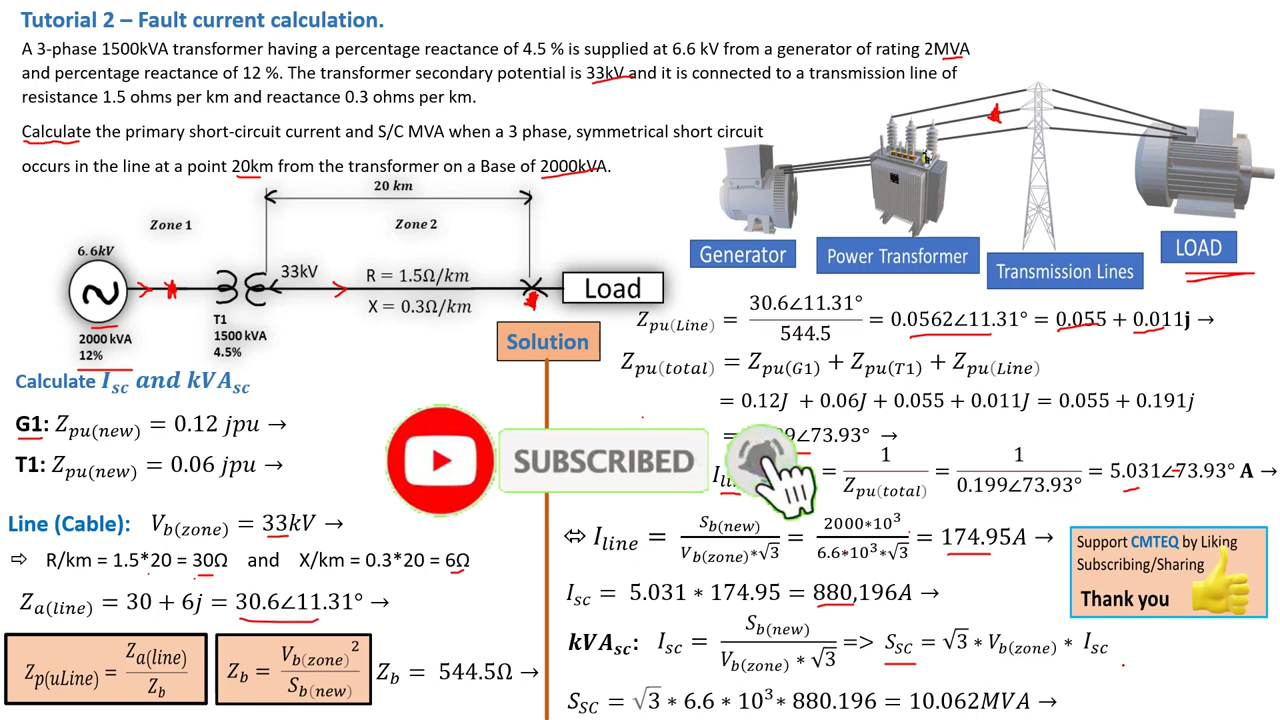 Tutorial 2 – Fault current calculation.
A 3-phase 1500kVA transformer having a percentage reactance of 4.5 % is supplied at 6.6 kV from a generator of rating 2MVA
and percentage reactance of 12 %. The transformer secondary potential is 33kV and it is connected to a transmission line of
resistance 1.5 ohms per km and reactance 0.3 ohms per km.
Calculate the primary short-circuit current and S/C MVA when a 3 phase, symmetrical short circuit
occurs in the line at a point 20km from the transformer on a Base of 2000kVA.
20 km
Zone 1
Zone 2
6.6kV
33kV
R = 1.5Ω/km
X = 0.3Ω/km
Load
T1
1500 kVA
4.5%
2000 kVA
12%
Generator
Power Transformer
Transmission Lines
LOAD
Calculate I_sc and kVA_sc
G1: Z_pu(new) = 0.12 jpu →
T1: Z_pu(new) = 0.06 jpu →
Line (Cable): V_b(zone) = 33kV →
⇨ R/km = 1.5*20 = 30Ω and X/km = 0.3*20 = 6Ω
Z_a(line) = 30 + 6j = 30.6∠11.31° →
Z_p(uLine) = Z_a(line) / Z_b
Z_b = V_b(zone)² / S_b(new)
Z_b = 544.5Ω →
Solution
Z_pu(Line) = 30.6∠11.31° / 544.5 = 0.0562∠11.31° = 0.055 + 0.011j →
Z_pu(total) = Z_pu(G1) + Z_pu(T1) + Z_pu(Line)
= 0.12J + 0.06J + 0.055 + 0.011J = 0.055 + 0.191j
∠73.93° →
= 1 / Z_pu(total) = 1 / 0.199∠73.93° = 5.031∠-73.93° A →
SUBSCRIBED
⇔ I_line = S_b(new) / V_b(zone)*√3 = 2000*10³ / 6.6*10³*√3 = 174.95A →
I_sc = 5.031 * 174.95 = 880,196A →
kVA_sc: I_sc = S_b(new) / V_b(zone) * √3 => S_SC = √3 * V_b(zone) * I_sc
S_SC = √3 * 6.6 * 10³ * 880.196 = 10.062MVA →
Support CMTEQ by Liking
Subscribing/Sharing
Thank you